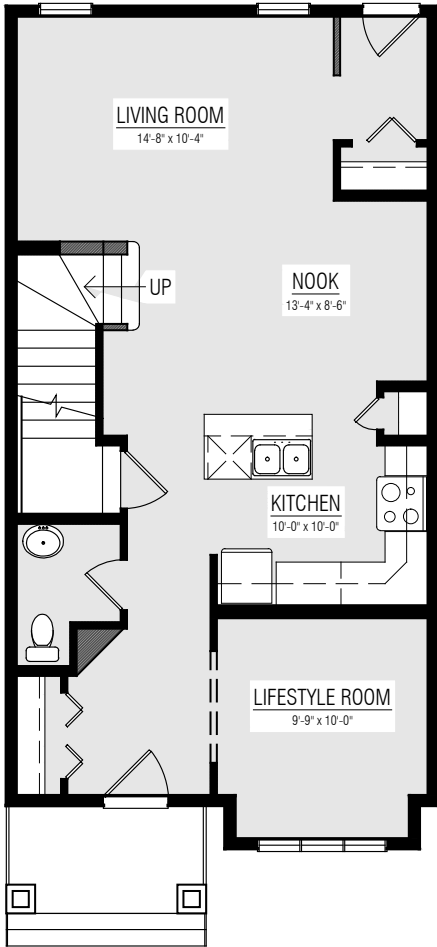 LIVING ROOM
14'-8" x 10'-4"
UP
NOOK
13'-4" x 8'-6"
KITCHEN
10'-0" x 10'-0"
LIFESTYLE ROOM
9'-9" x 10'-0"